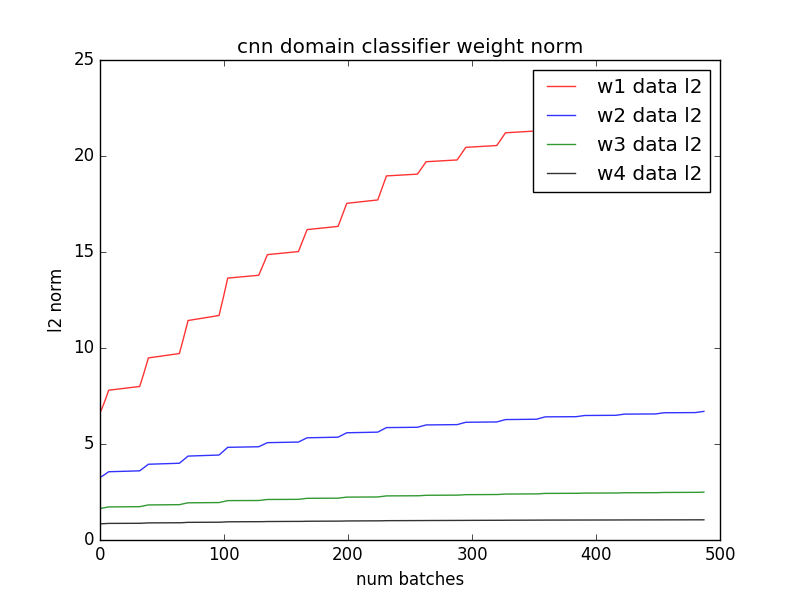 cnn domain classifier weight norm
25
20
15
10
5
0
l2 norm
w1 data l2
w2 data l2
w3 data l2
w4 data l2
0 100 200 300 400 500
num batches